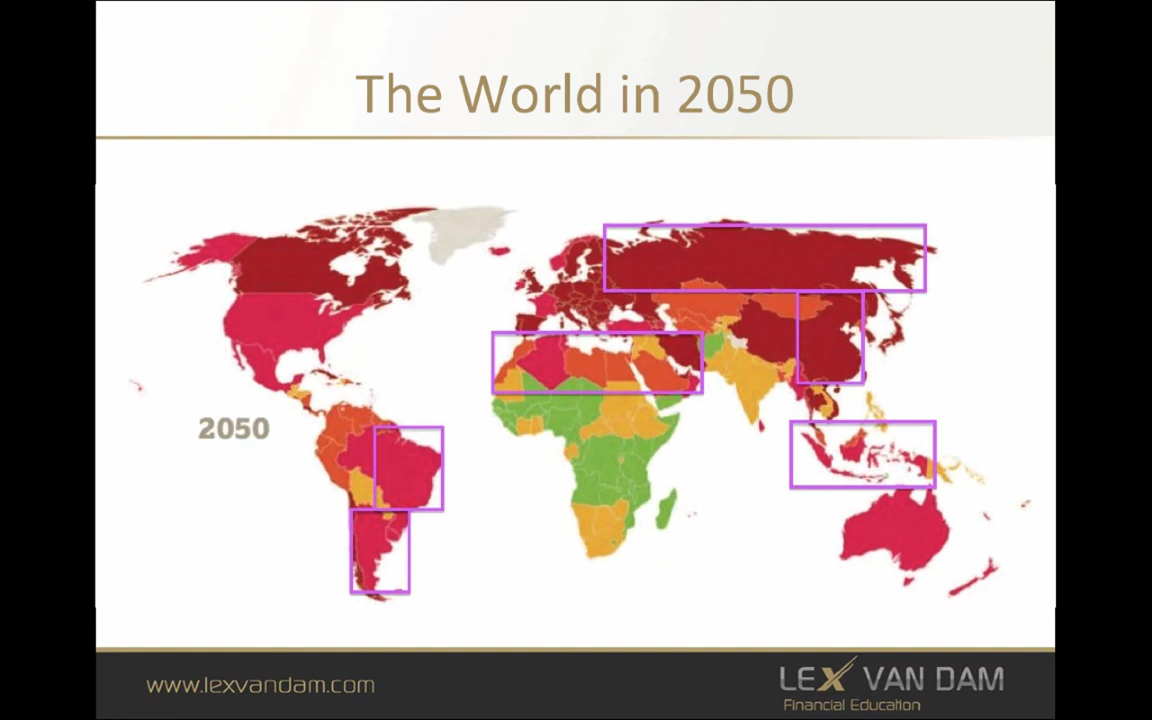 The World in 2050
2050
www.lexvandam.com
LEX VAN DAM
Financial Education